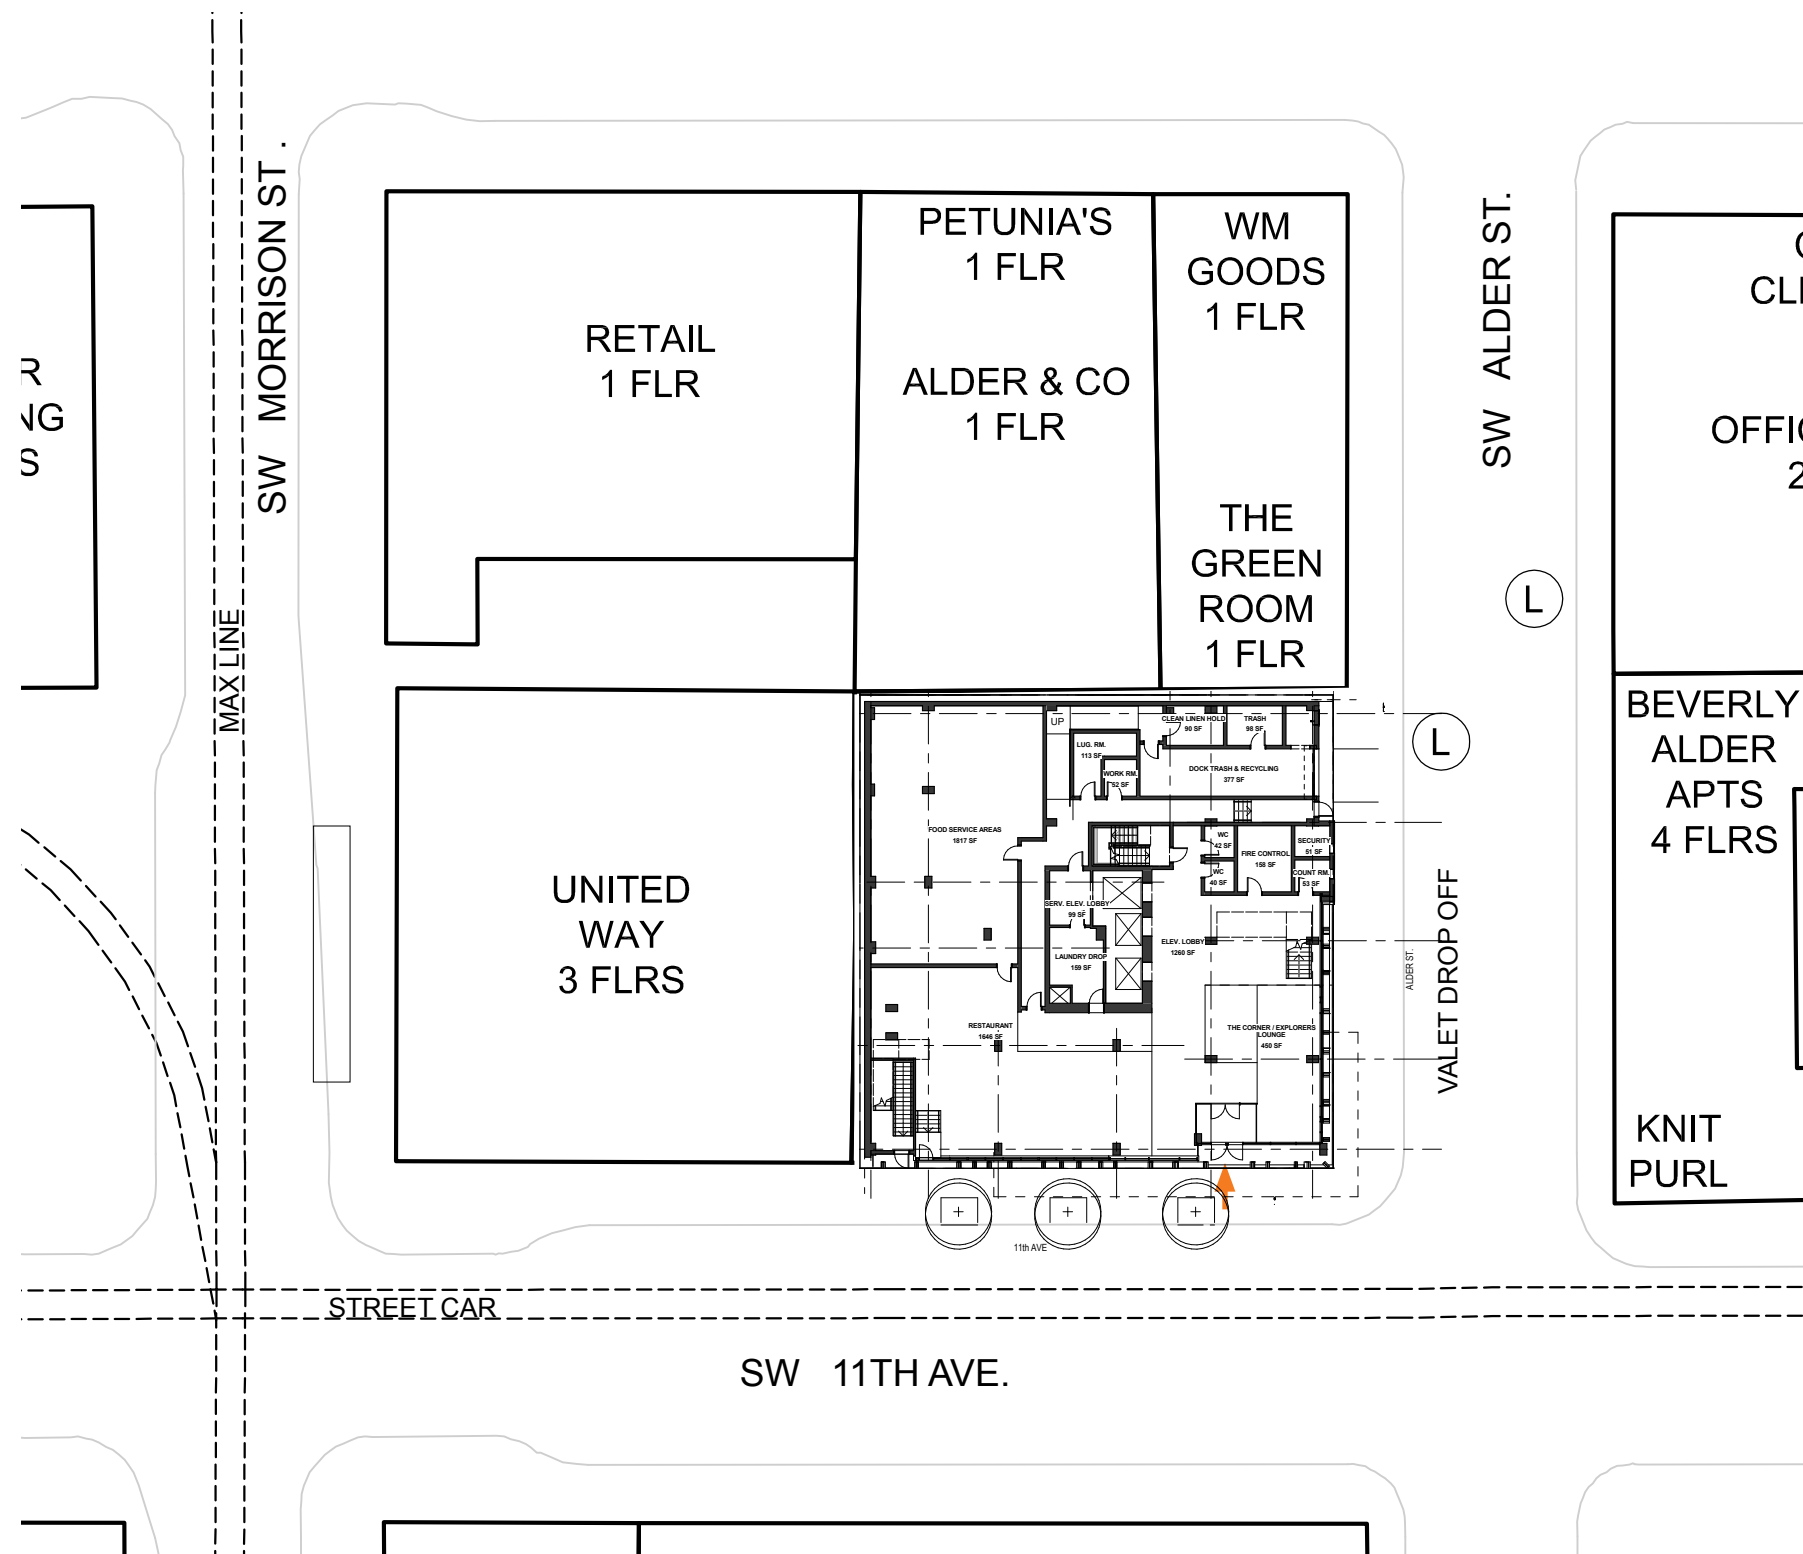 SW MORRISON ST .
MAX LINE
R
NG
S
RETAIL
1 FLR
PETUNIA'S
1 FLR
ALDER & CO
1 FLR
WM
GOODS
1 FLR
THE
GREEN
ROOM
1 FLR
SW ALDER ST.
L
L
CLI
OFFIC
2
BEVERLY
ALDER
APTS
4 FLRS
KNIT
PURL
UNITED
WAY
3 FLRS
UP
CLEAN LINEN HOLD
90 SF
TRASH
98 SF
LUG. RM.
113 SF
WORK RM.
52 SF
DOCK TRASH & RECYCLING
377 SF
FOOD SERVICE AREAS
1817 SF
WC
42 SF
WC
40 SF
FIRE CONTROL
158 SF
SECURITY
51 SF
COUNT RM.
53 SF
SERV. ELEV. LOBBY
99 SF
ELEV. LOBBY
1260 SF
LAUNDRY DROP
159 SF
RESTAURANT
1646 SF
THE CORNER / EXPLORERS
LOUNGE
450 SF
ALDER ST.
VALET DROP OFF
11th AVE
STREET CAR
SW 11TH AVE.